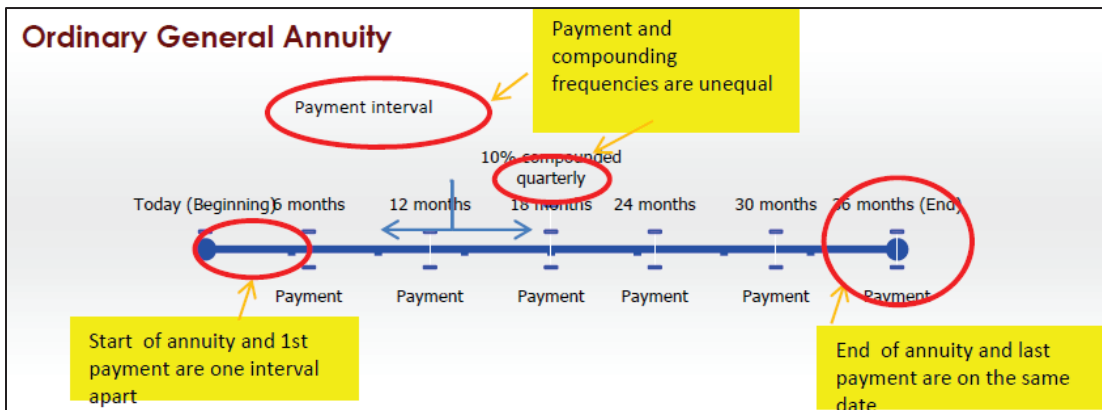 Ordinary General Annuity
Payment and
compounding
frequencies are unequal
Payment interval
10% compounded
quarterly
Today (Beginning) 6 months 12 months 18 months 24 months 30 months 36 months (End)
Payment Payment Payment Payment Payment Payment
Start of annuity and 1st
payment are one interval
apart
End of annuity and last
payment are on the same
date